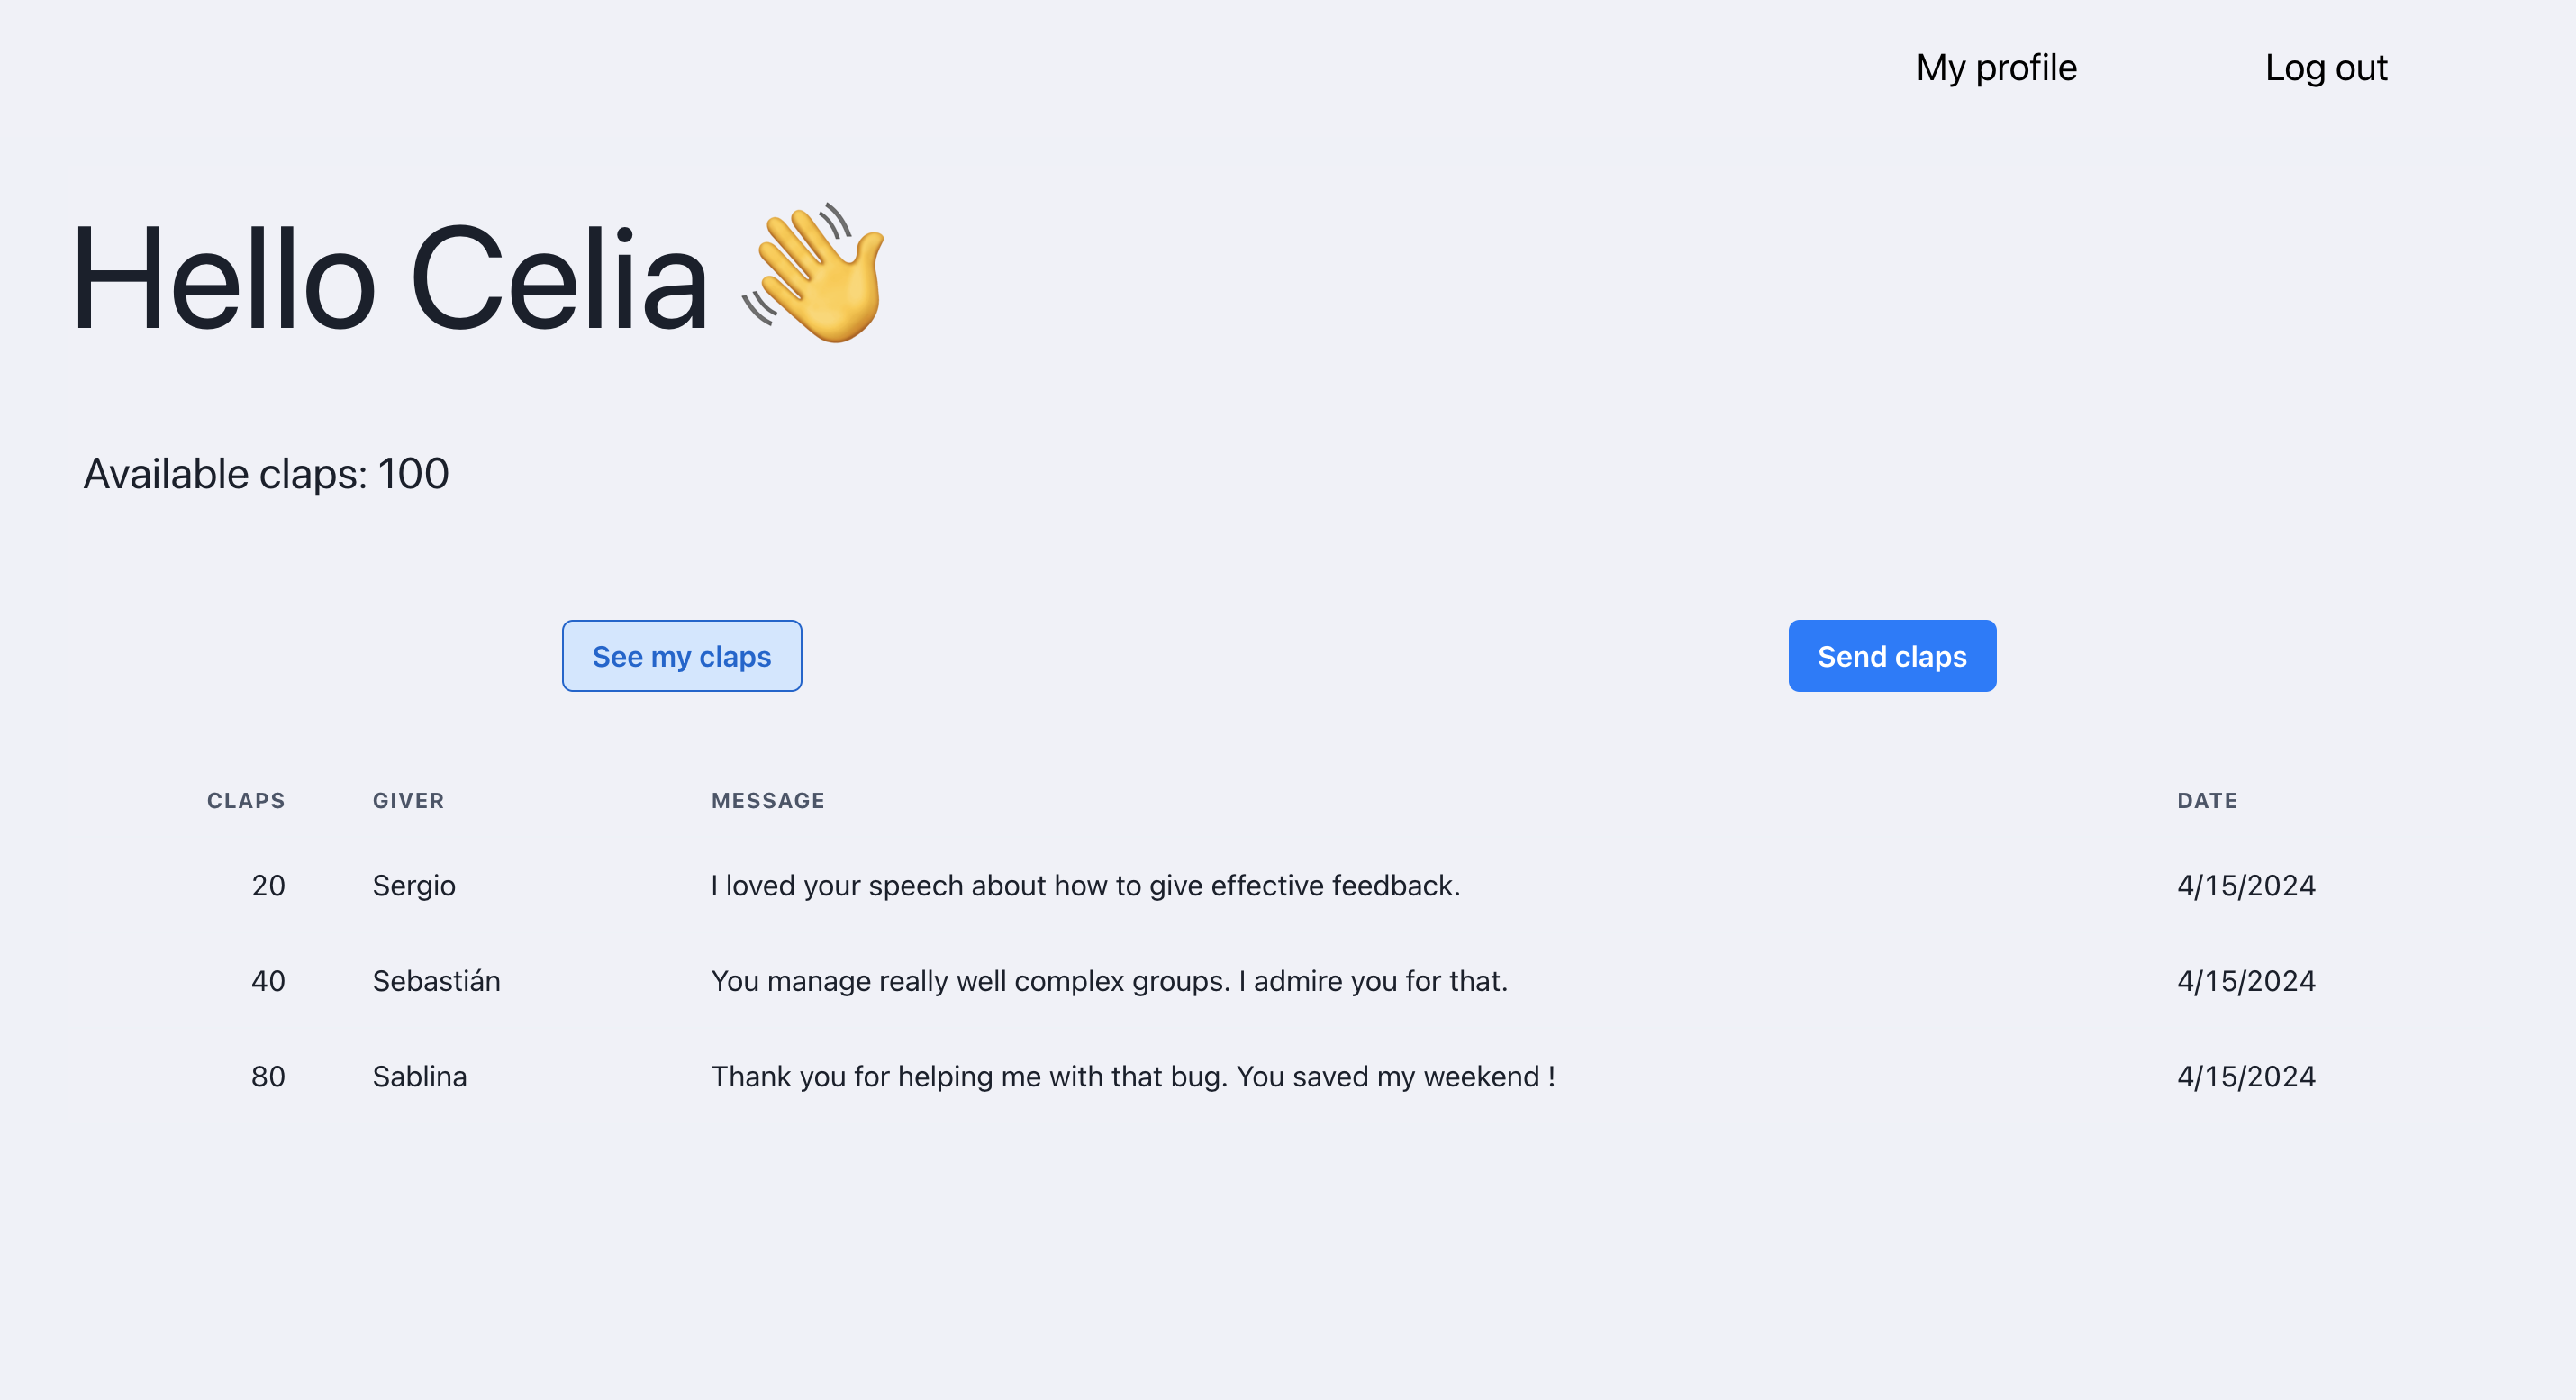 My profile Log out
Hello Celia 👋
Available claps: 100
See my claps Send claps
CLAPS GIVER MESSAGE DATE
20 Sergio I loved your speech about how to give effective feedback. 4/15/2024
40 Sebastián You manage really well complex groups. I admire you for that. 4/15/2024
80 Sablina Thank you for helping me with that bug. You saved my weekend ! 4/15/2024